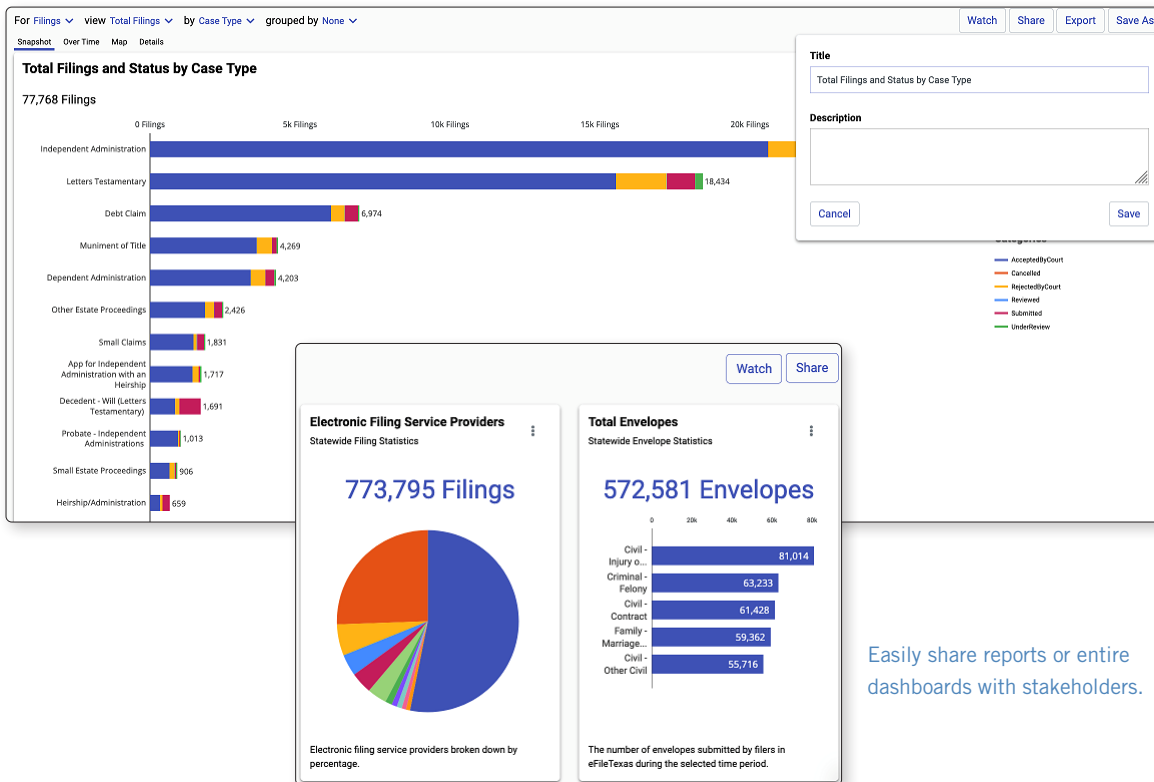 For Filings view Total Filings by Case Type grouped by None
Watch
Share
Export
Save As
Snapshot Over Time Map Details
Total Filings and Status by Case Type
77,768 Filings
0 Filings 5k Filings 10k Filings 15k Filings 20k Filings
Independent Administration
Letters Testamentary 18,434
Debt Claim 6,974
Muniment of Title 4,269
Dependent Administration 4,203
Other Estate Proceedings 2,426
Small Claims 1,831
App for Independent
Administration with an
Heirship
1,717
Decedent - Will (Letters
Testamentary)
1,691
Probate - Independent
Administrations
1,013
Small Estate Proceedings 906
Heirship/Administration 659
Title
Total Filings and Status by Case Type
Description
Cancel
Save
Categories
AcceptedByCourt
Cancelled
RejectedByCourt
Reviewed
Submitted
UnderReview
Watch
Share
Electronic Filing Service Providers
Statewide Filing Statistics
773,795 Filings
Electronic filing service providers broken down by
percentage.
Total Envelopes
Statewide Envelope Statistics
572,581 Envelopes
0 20k 40k 60k 80k
Civil -
Injury o...
81,014
Criminal -
Felony
63,233
Civil -
Contract
61,428
Family -
Marriage...
59,362
Civil -
Other Civil
55,716
The number of envelopes submitted by filers in
eFileTexas during the selected time period.
Easily share reports or entire
dashboards with stakeholders.